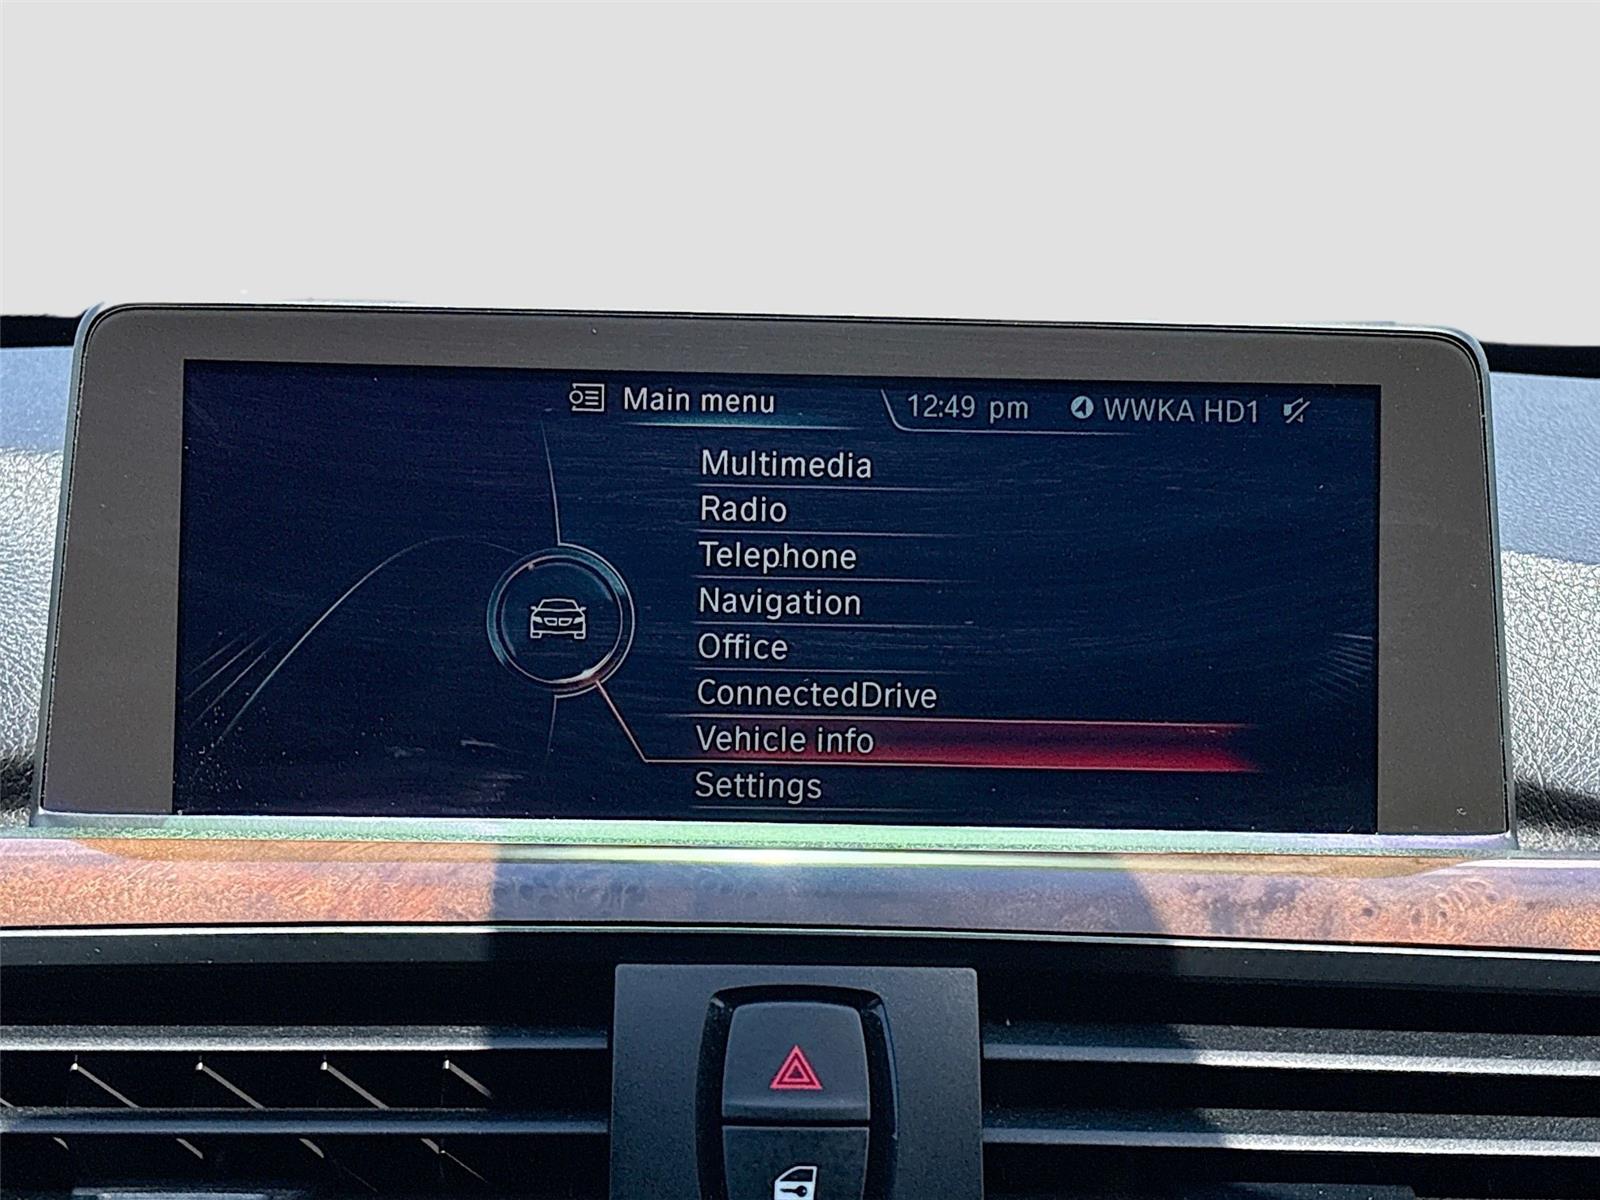 Main menu
12:49 pm
WWKA HD1
Multimedia
Radio
Telephone
Navigation
Office
ConnectedDrive
Vehicle info
Settings